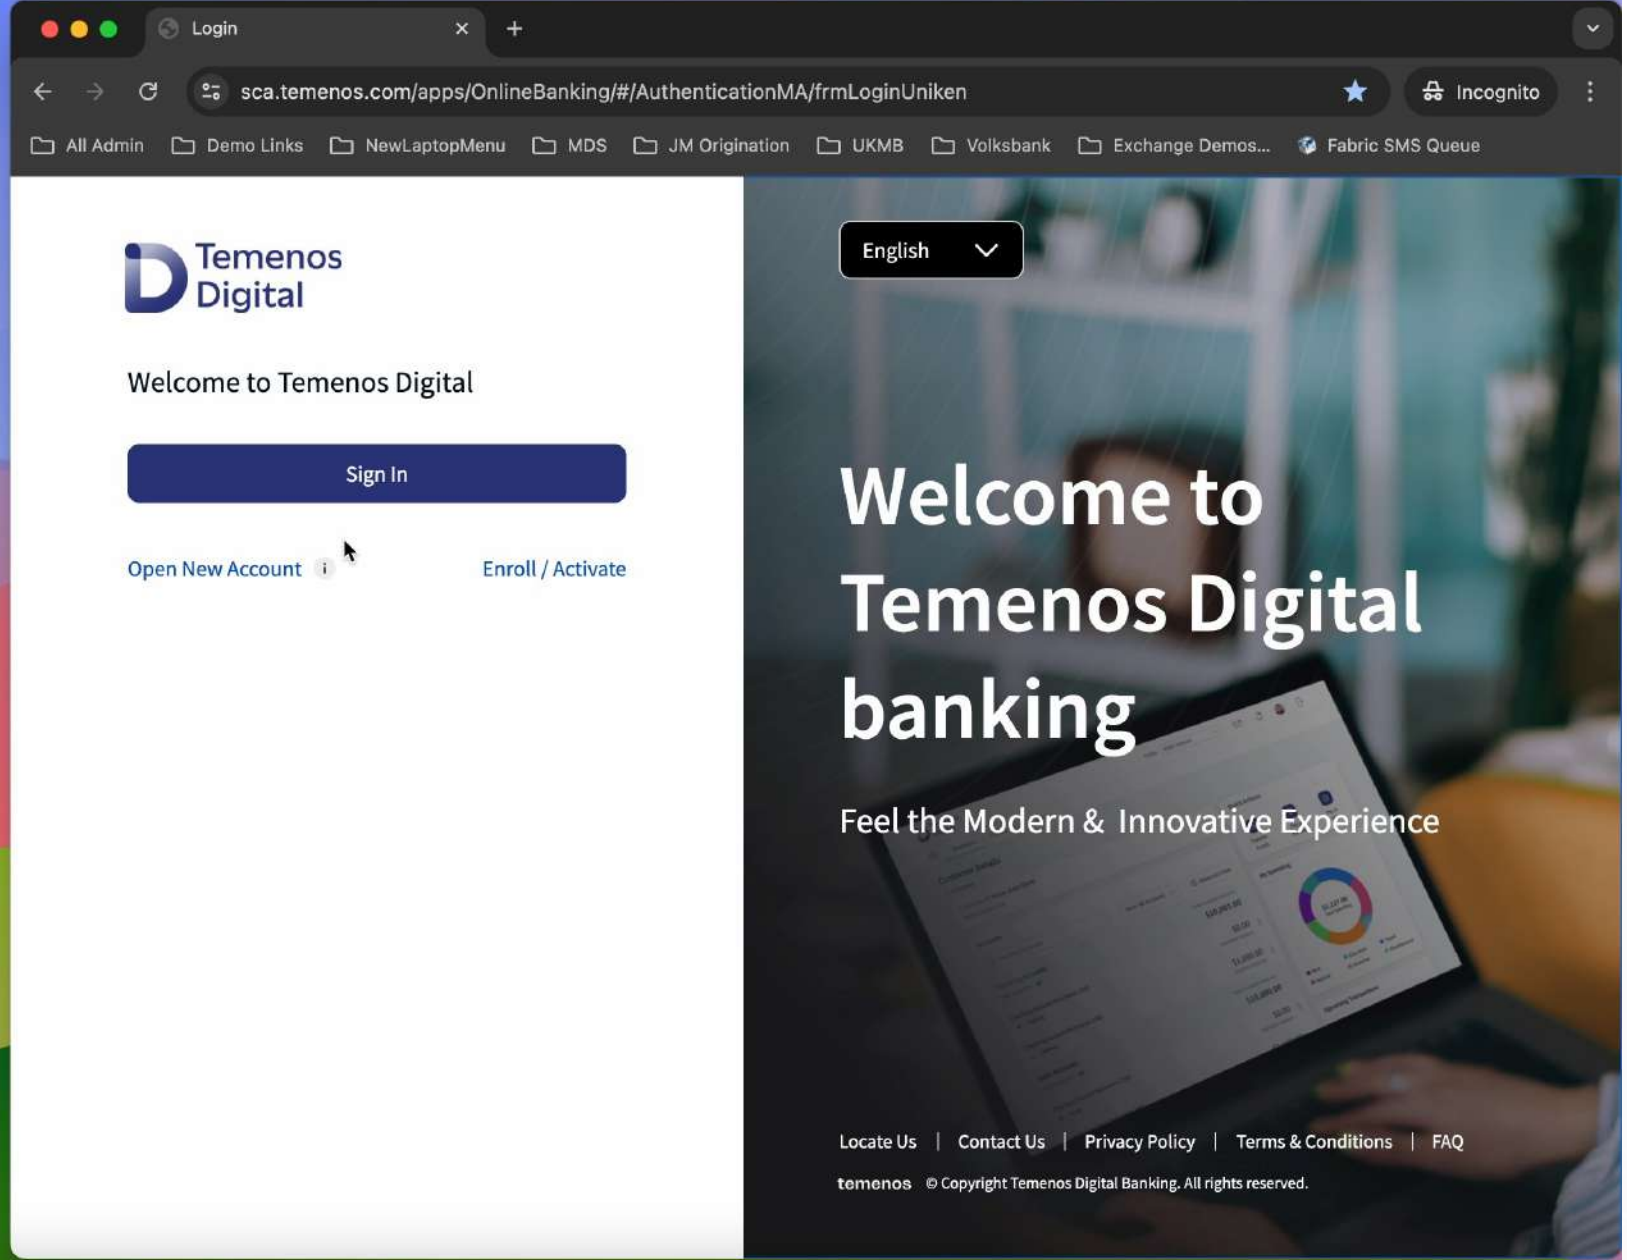 Login
sca.temenos.com/apps/OnlineBanking/#/AuthenticationMA/frmLoginUniken
Incognito
All Admin
Demo Links
NewLaptopMenu
MDS
JM Origination
UKMB
Volksbank
Exchange Demos...
Fabric SMS Queue
Temenos
Digital
Welcome to Temenos Digital
Sign In
Open New Account i
Enroll / Activate
English
Welcome to
Temenos Digital
banking
Feel the Modern & Innovative Experience
Locate Us | Contact Us | Privacy Policy | Terms & Conditions | FAQ
temenos © Copyright Temenos Digital Banking. All rights reserved.